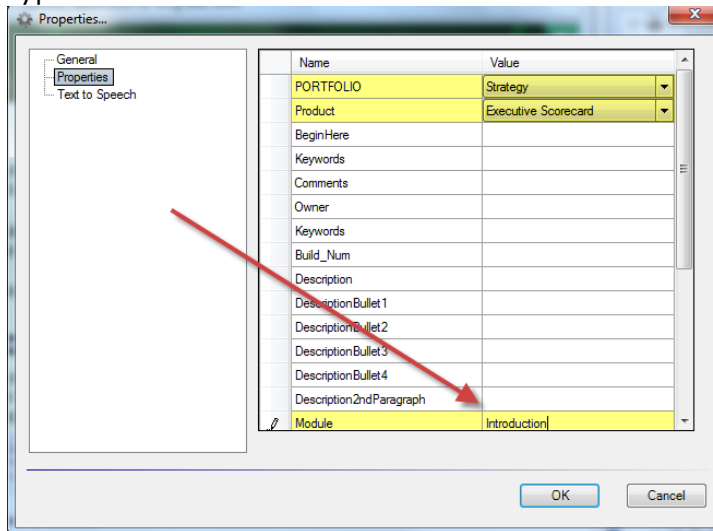 Properties...
General
Properties
Text to Speech
Name Value
PORTFOLIO Strategy
Product Executive Scorecard
BeginHere
Keywords
Comments
Owner
Keywords
Build_Num
Description
DescriptionBullet1
DescriptionBullet2
DescriptionBullet3
DescriptionBullet4
Description2ndParagraph
Module Introduction
OK Cancel